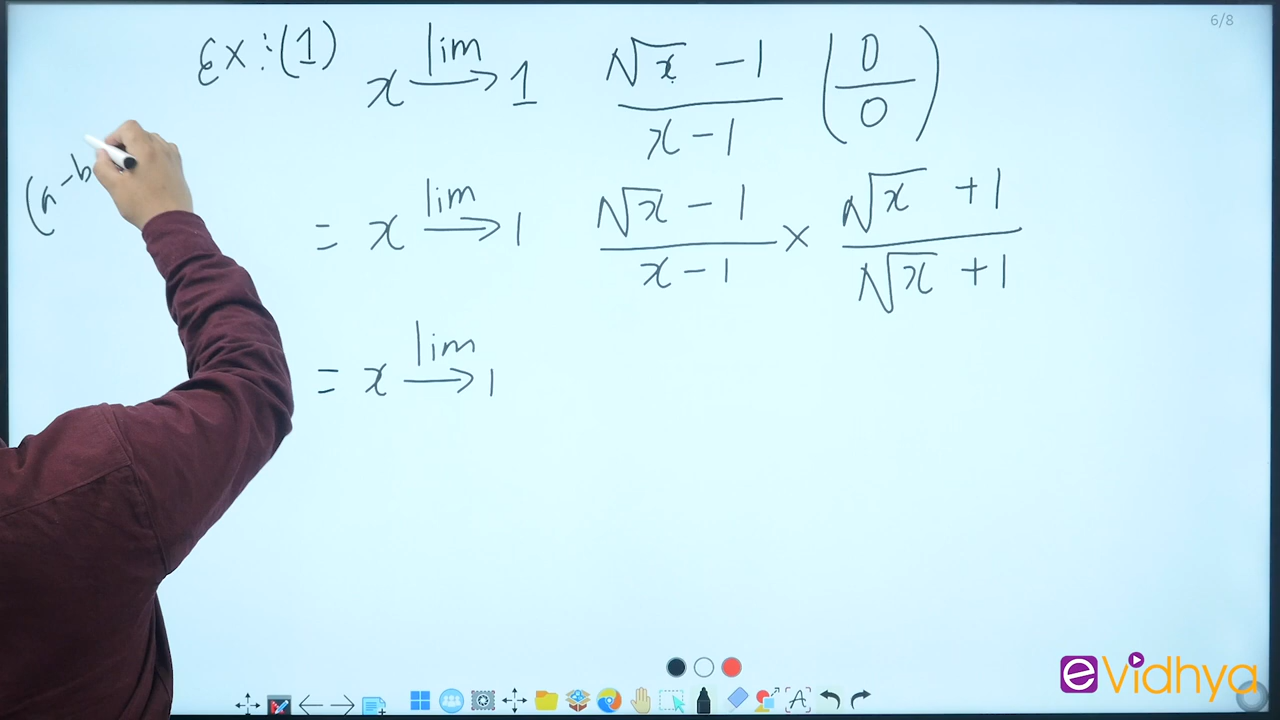 6/8
Ex:(1) lim x→1 √x -1 / x-1 (0/0)
(a-b
= lim x→1 √x - 1 / x-1 × √x +1 / √x +1
= lim x→1
eVidhya